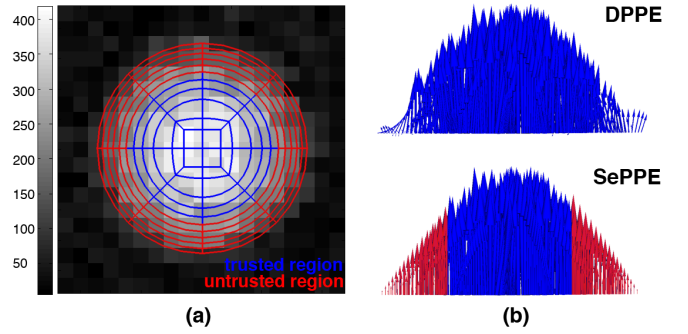 400
350
300
250
200
150
100
50
trusted region
untrusted region
(a)
DPPE
SePPE
(b)